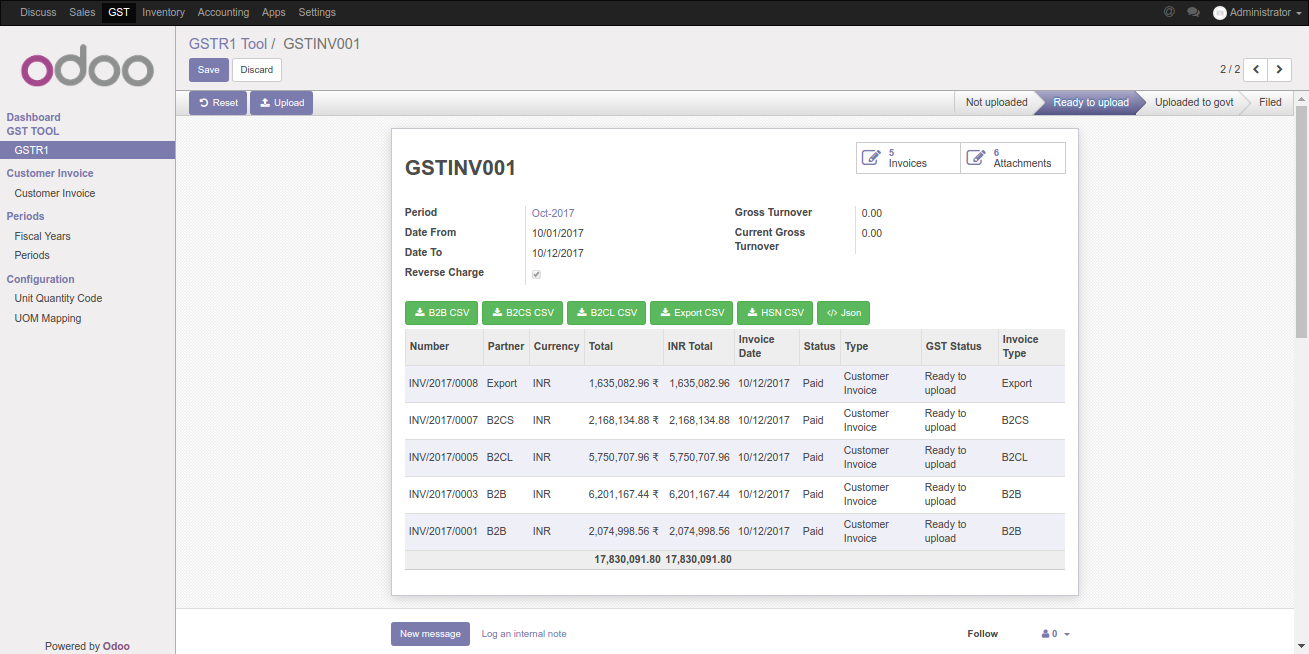 Discuss Sales GST Inventory Accounting Apps Settings @ Administrator
odoo
GSTR1 Tool / GSTINV001
Save Discard
2 / 2
Reset Upload
Not uploaded Ready to upload Uploaded to govt Filed
Dashboard
GST TOOL
GSTR1
Customer Invoice
Customer Invoice
Periods
Fiscal Years
Periods
Configuration
Unit Quantity Code
UOM Mapping
Powered by Odoo
GSTINV001
5
Invoices
6
Attachments
Period Oct-2017
Date From 10/01/2017
Date To 10/12/2017
Reverse Charge
Gross Turnover 0.00
Current Gross 0.00
Turnover
B2B CSV B2CS CSV B2CL CSV Export CSV HSN CSV </> Json
Number Partner Currency Total INR Total Invoice Status Type GST Status Invoice
Date Type
INV/2017/0008 Export INR 1,635,082.96 ₹ 1,635,082.96 10/12/2017 Paid Customer Ready to Export
Invoice upload
INV/2017/0007 B2CS INR 2,168,134.88 ₹ 2,168,134.88 10/12/2017 Paid Customer Ready to B2CS
Invoice upload
INV/2017/0005 B2CL INR 5,750,707.96 ₹ 5,750,707.96 10/12/2017 Paid Customer Ready to B2CL
Invoice upload
INV/2017/0003 B2B INR 6,201,167.44 ₹ 6,201,167.44 10/12/2017 Paid Customer Ready to B2B
Invoice upload
INV/2017/0001 B2B INR 2,074,998.56 ₹ 2,074,998.56 10/12/2017 Paid Customer Ready to B2B
Invoice upload
17,830,091.80 17,830,091.80
New message Log an internal note Follow 0